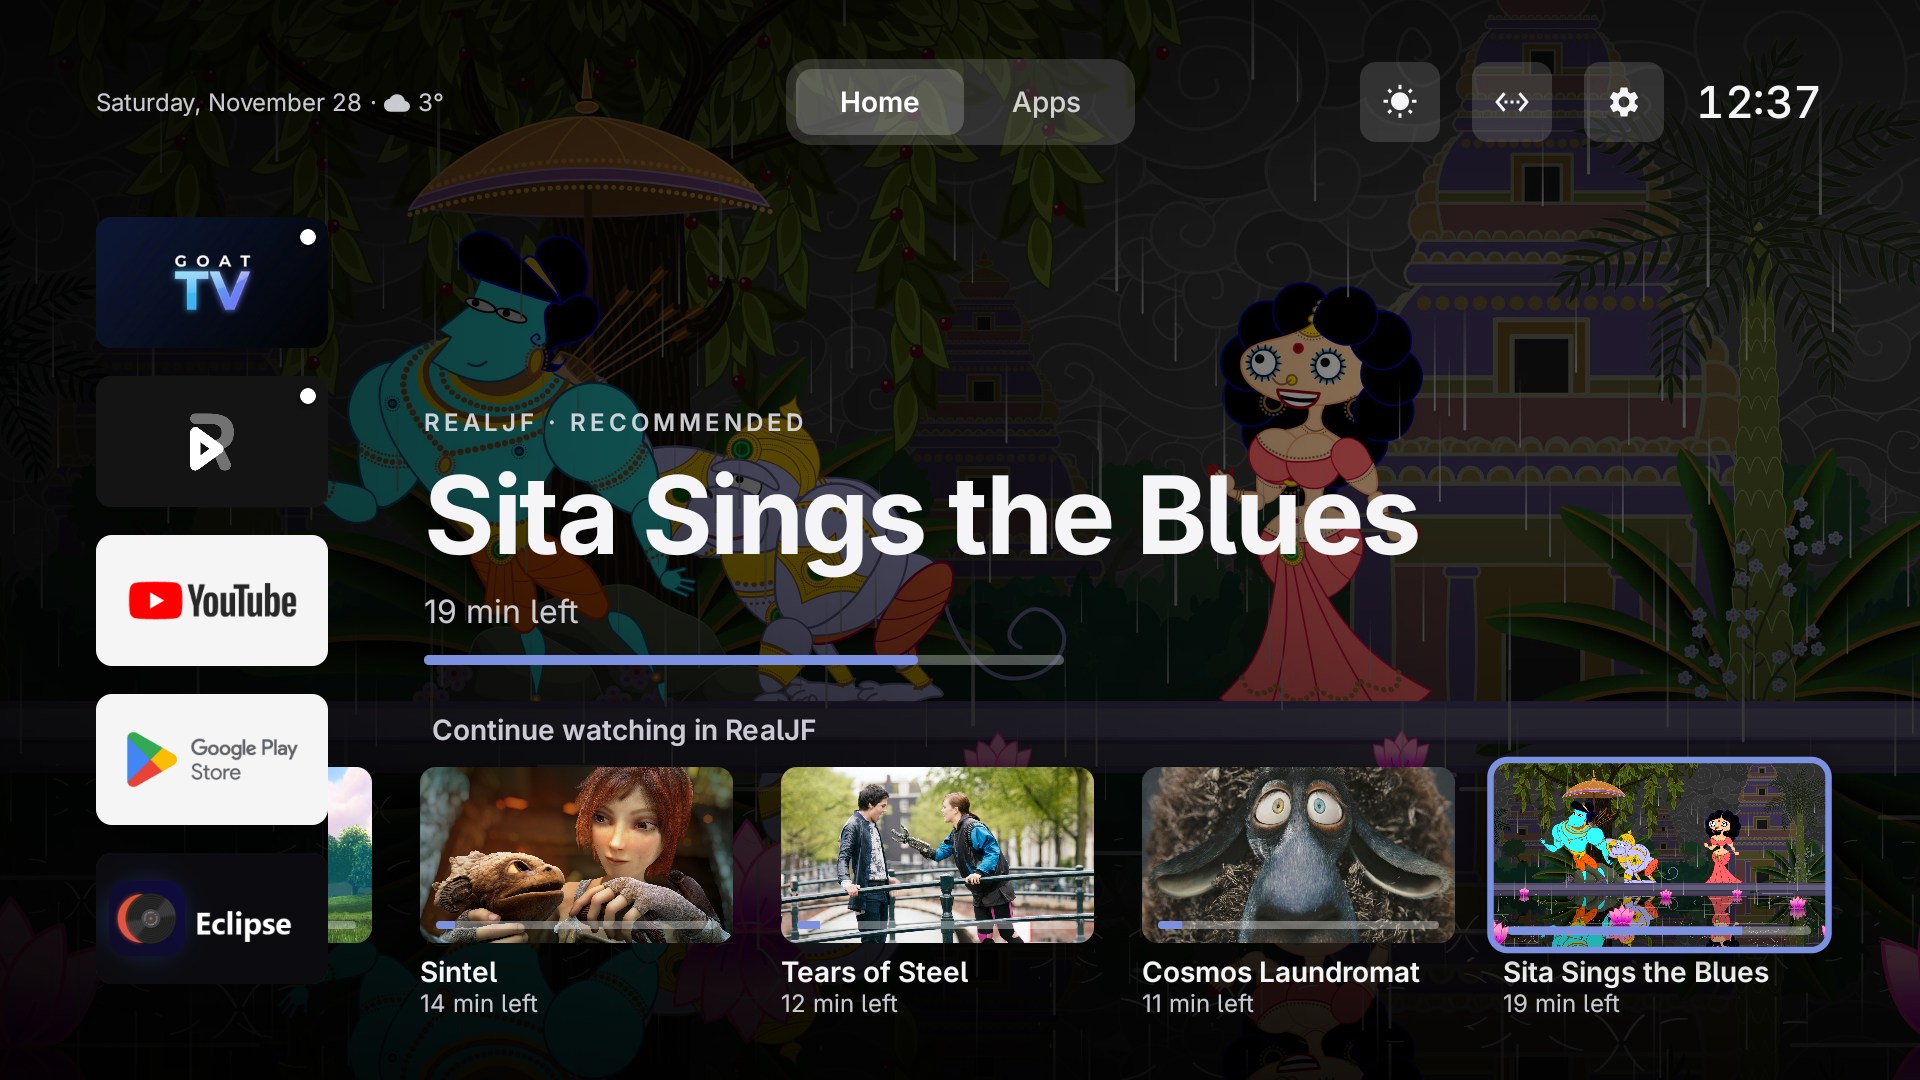 Saturday, November 28 · 3°
Home
Apps
12:37
GOAT
TV
R
YouTube
Google Play
Store
Eclipse
REALJF · RECOMMENDED
Sita Sings the Blues
19 min left
Continue watching in RealJF
Sintel
14 min left
Tears of Steel
12 min left
Cosmos Laundromat
11 min left
Sita Sings the Blues
19 min left